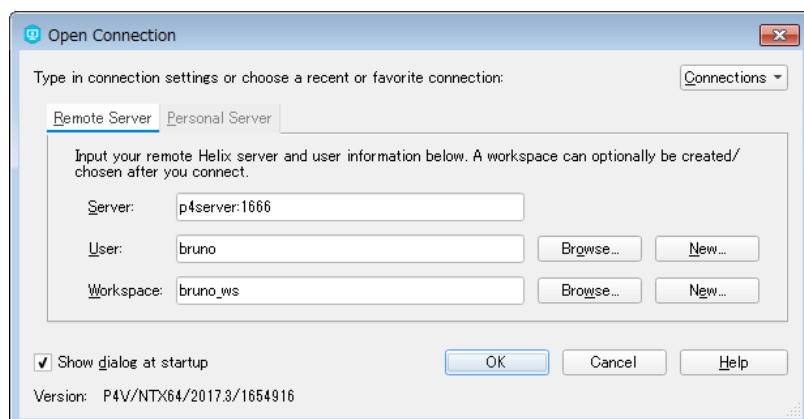 Open Connection
Type in connection settings or choose a recent or favorite connection: Connections
Remote Server Personal Server
Input your remote Helix server and user information below. A workspace can optionally be created/
chosen after you connect.
Server: p4server:1666
User: bruno Browse... New...
Workspace: bruno_ws Browse... New...
Show dialog at startup OK Cancel Help
Version: P4V/NTX64/2017.3/1654916